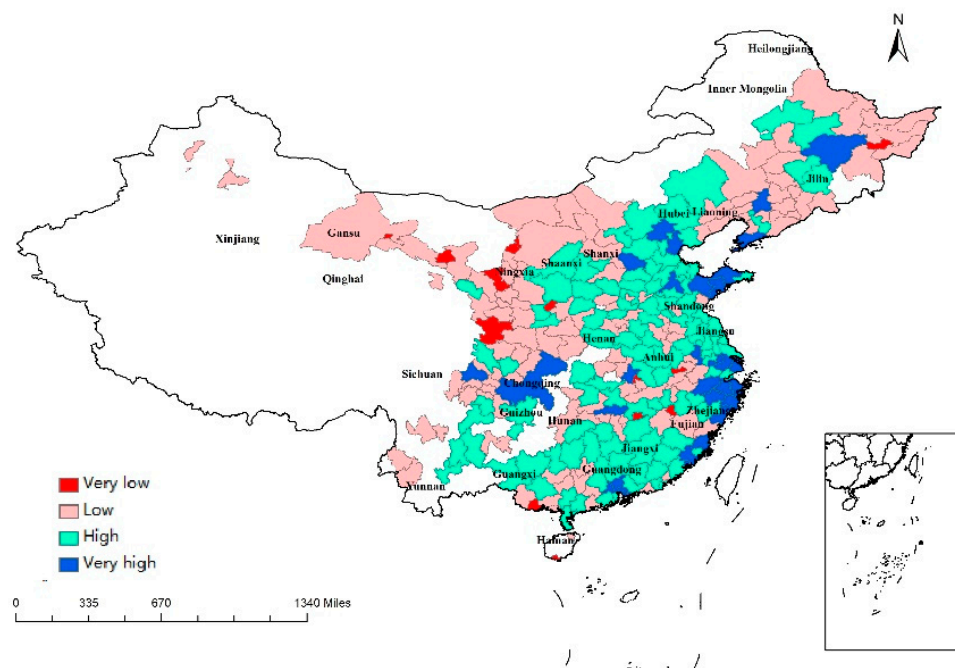 N
Heilongjiang
Inner Mongolia
Jilin
Hubei
Liaoning
Gansu
Xinjiang
Shanxi
Shaanxi
Ningxia
Qinghai
Shandong
Jiangsu
Henan
Anhui
Sichuan
Chongqing
Guizhou
Zhejiang
Hunan
Fujian
Jiangxi
Guangxi
Guangdong
Yunnan
Hainan
Very low
Low
High
Very high
0 335 670 1340 Miles